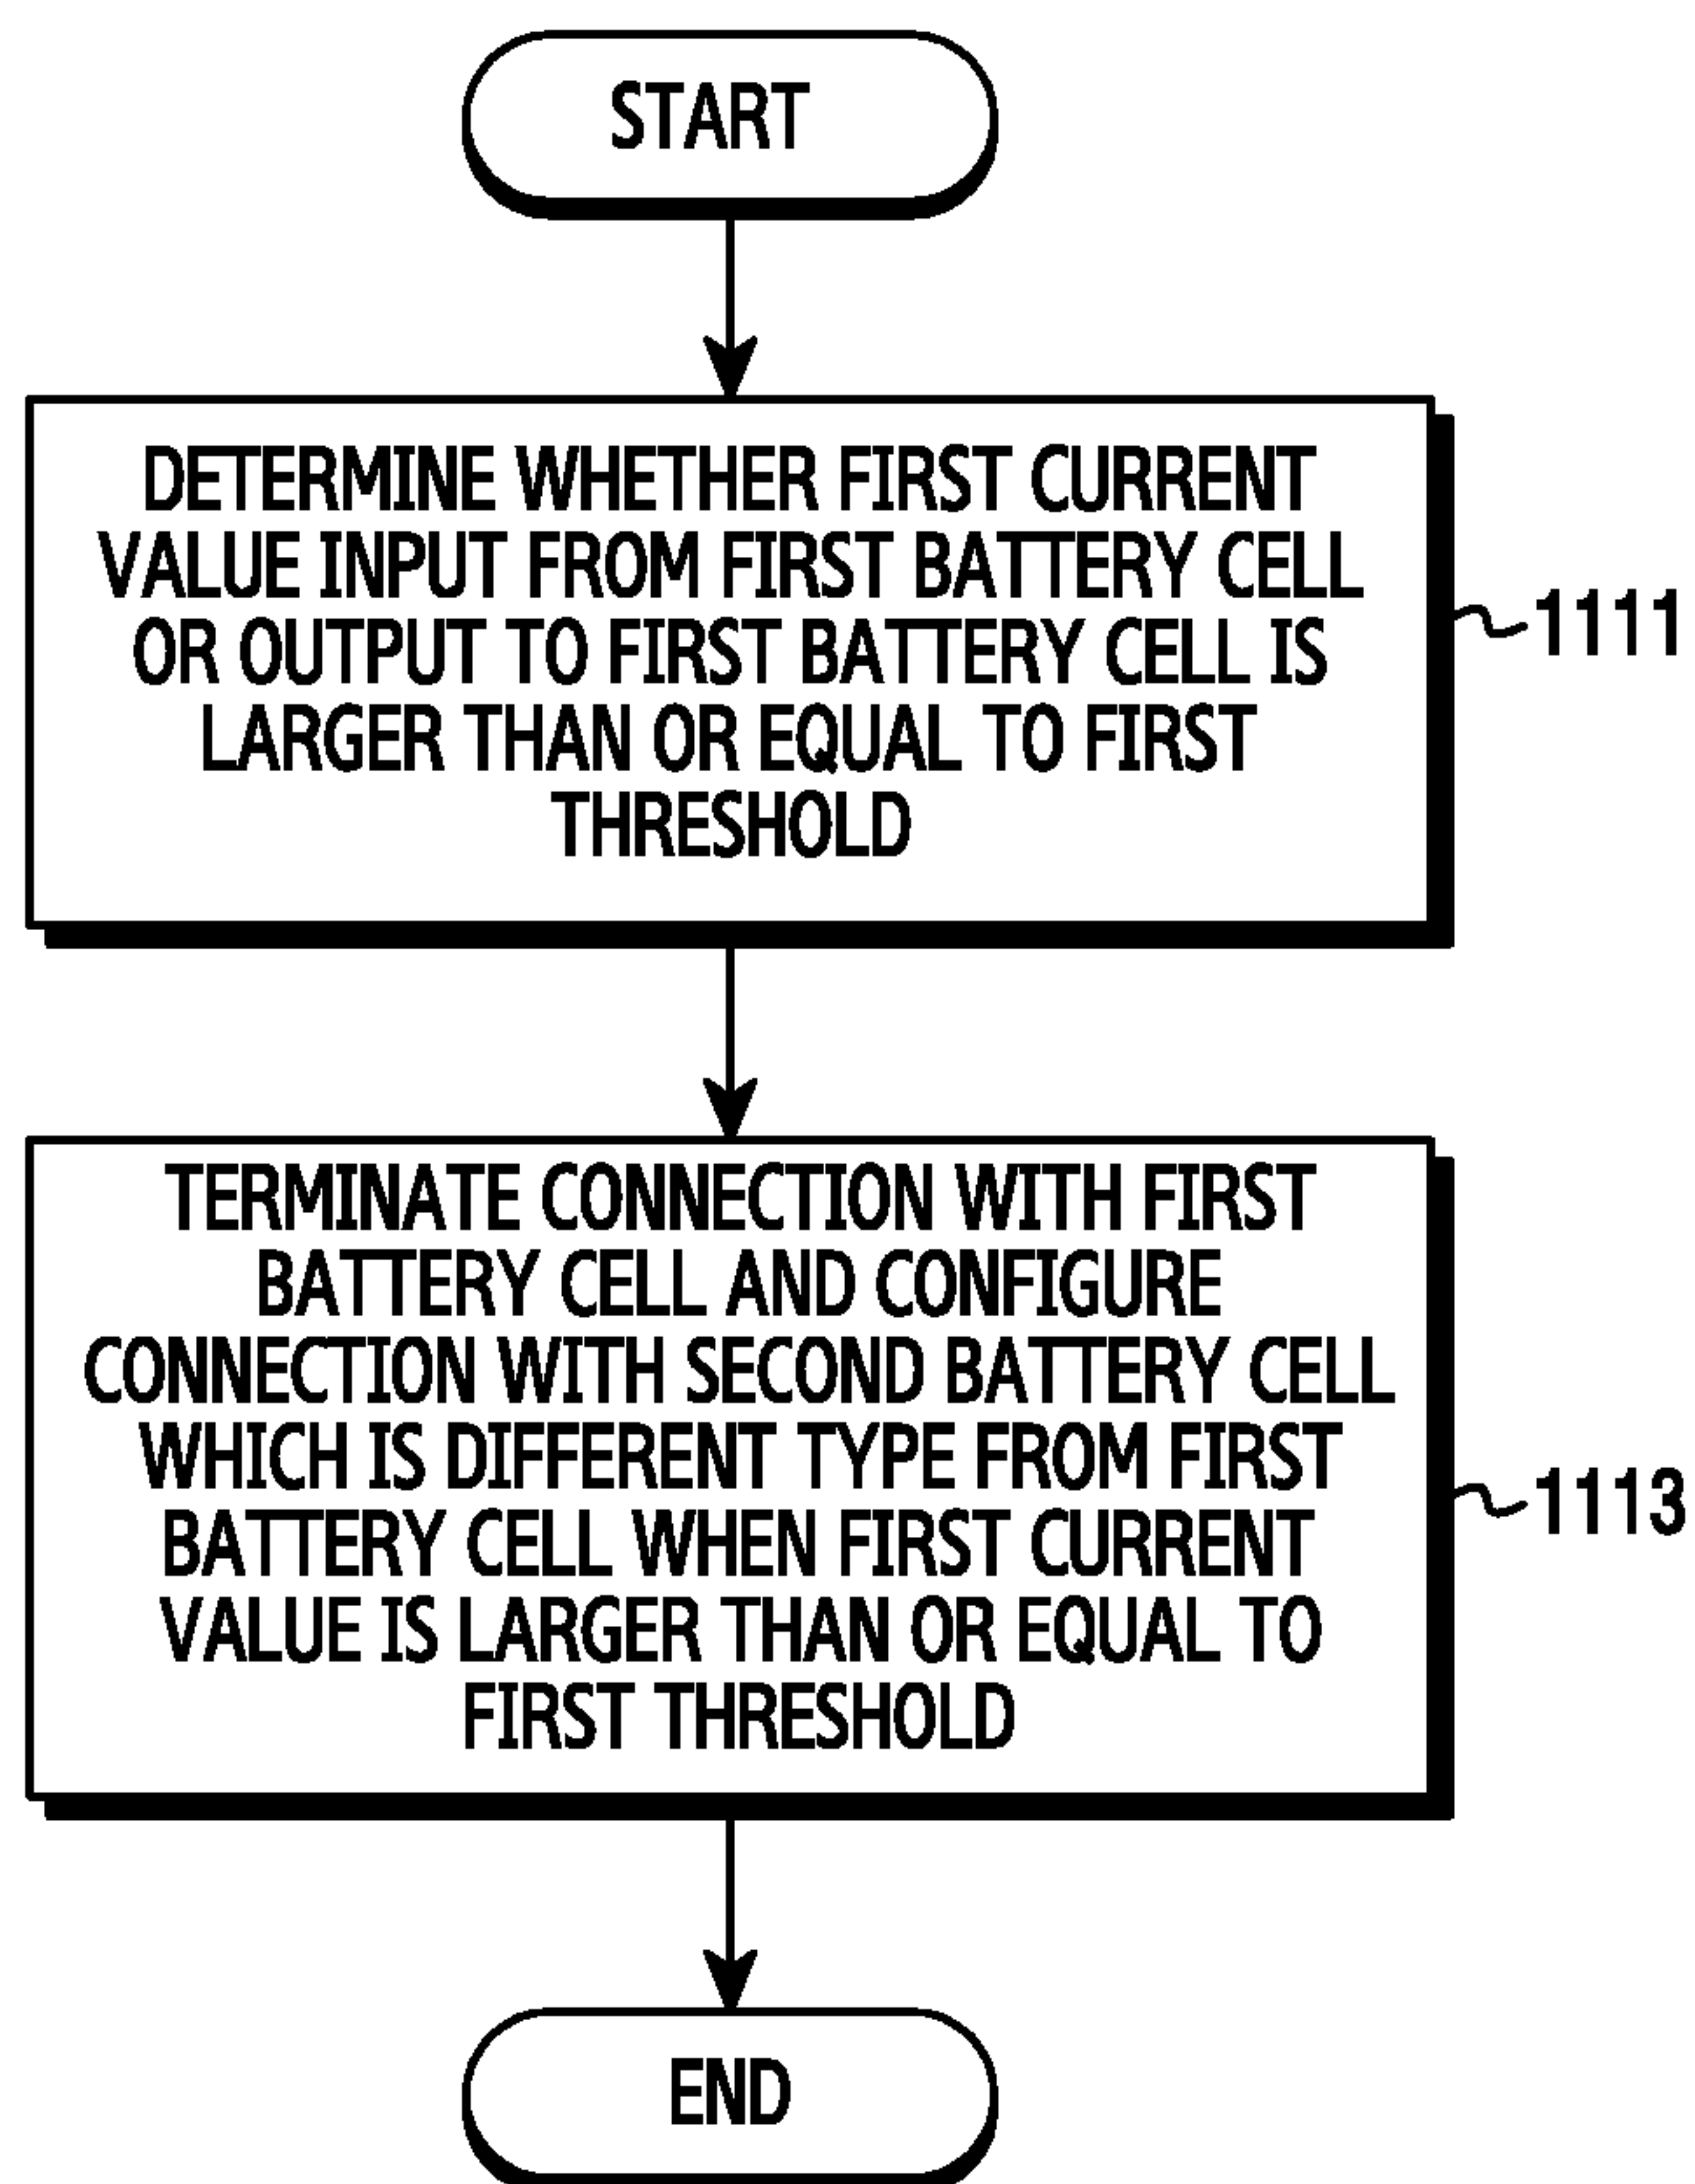 START
DETERMINE WHETHER FIRST CURRENT
VALUE INPUT FROM FIRST BATTERY CELL
OR OUTPUT TO FIRST BATTERY CELL IS
LARGER THAN OR EQUAL TO FIRST
THRESHOLD
1111
TERMINATE CONNECTION WITH FIRST
BATTERY CELL AND CONFIGURE
CONNECTION WITH SECOND BATTERY CELL
WHICH IS DIFFERENT TYPE FROM FIRST
BATTERY CELL WHEN FIRST CURRENT
VALUE IS LARGER THAN OR EQUAL TO
FIRST THRESHOLD
1113
END